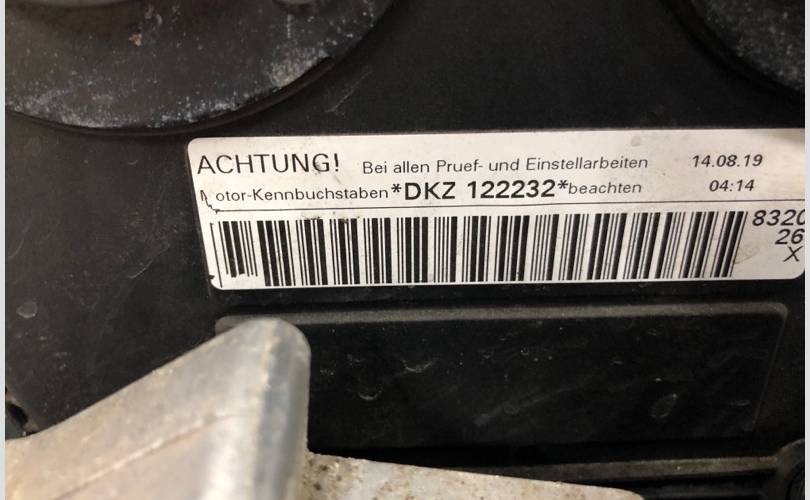 ACHTUNG! Bei allen Pruef- und Einstellarbeiten 14.08.19
otor-Kennbuchstaben *DKZ 122232* beachten 04:14
8320
26
X